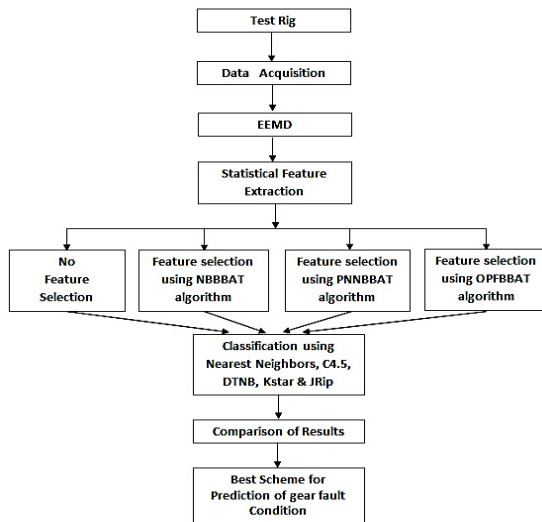 Test Rig
Data Acquisition
EEMD
Statistical Feature
Extraction
No
Feature
Selection
Feature selection
using NBBBAT
algorithm
Feature selection
using PNNBBAT
algorithm
Feature selection
using OPFBBAT
algorithm
Classification using
Nearest Neighbors, C4.5,
DTNB, Kstar & JRip
Comparison of Results
Best Scheme for
Prediction of gear fault
Condition